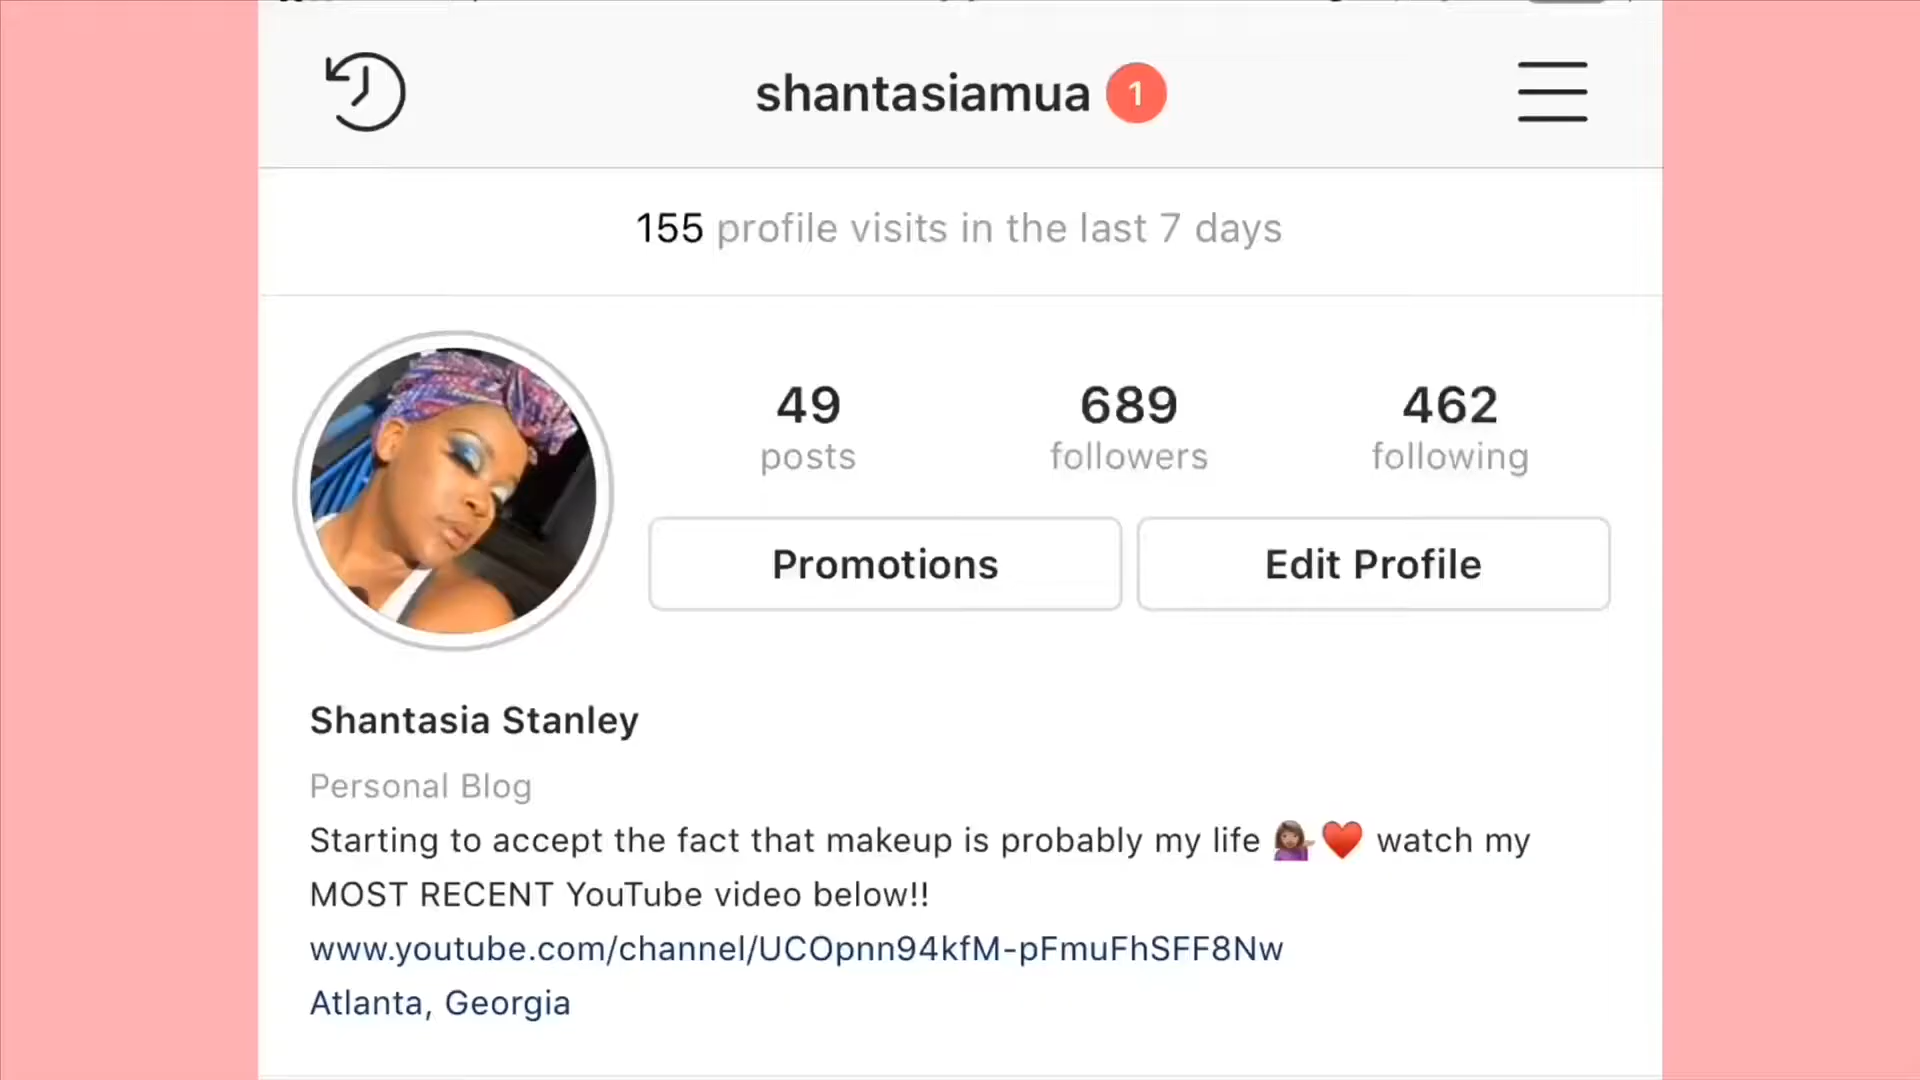 shantasiamua 1
155 profile visits in the last 7 days
49 689 462
posts followers following
Promotions Edit Profile
Shantasia Stanley
Personal Blog
Starting to accept the fact that makeup is probably my life 💁🏽‍♀️♥️ watch my
MOST RECENT YouTube video below!!
www.youtube.com/channel/UCOpnn94kfM-pFmuFhSFF8Nw
Atlanta, Georgia